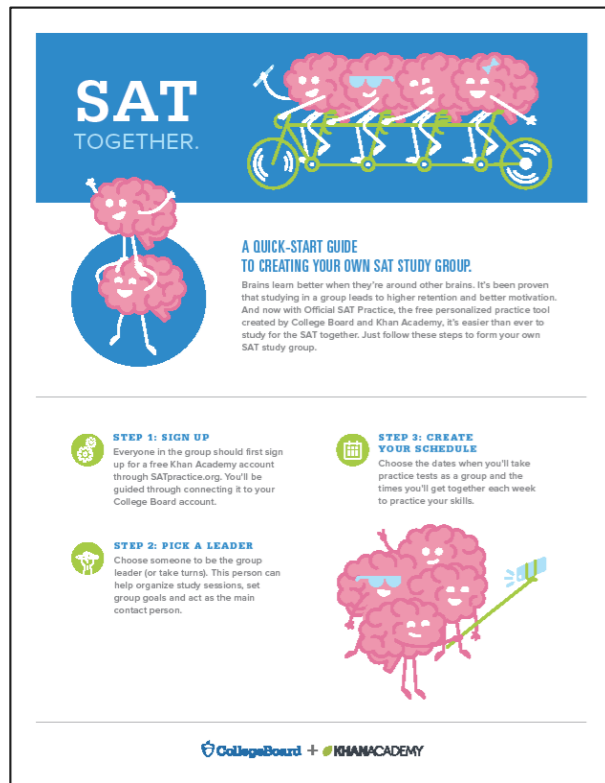 SAT
TOGETHER.
A QUICK-START GUIDE
TO CREATING YOUR OWN SAT STUDY GROUP.
Brains learn better when they're around other brains. It's been proven
that studying in a group leads to higher retention and better motivation.
And now with Official SAT Practice, the free personalized practice tool
created by College Board and Khan Academy, it's easier than ever to
study for the SAT together. Just follow these steps to form your own
SAT study group.
STEP 1: SIGN UP
Everyone in the group should first sign
up for a free Khan Academy account
through SATpractice.org. You'll be
guided through connecting it to your
College Board account.
STEP 2: PICK A LEADER
Choose someone to be the group
leader (or take turns). This person can
help organize study sessions, set
group goals and act as the main
contact person.
STEP 3: CREATE
YOUR SCHEDULE
Choose the dates when you'll take
practice tests as a group and the
times you'll get together each week
to practice your skills.
CollegeBoard + KHANACADEMY